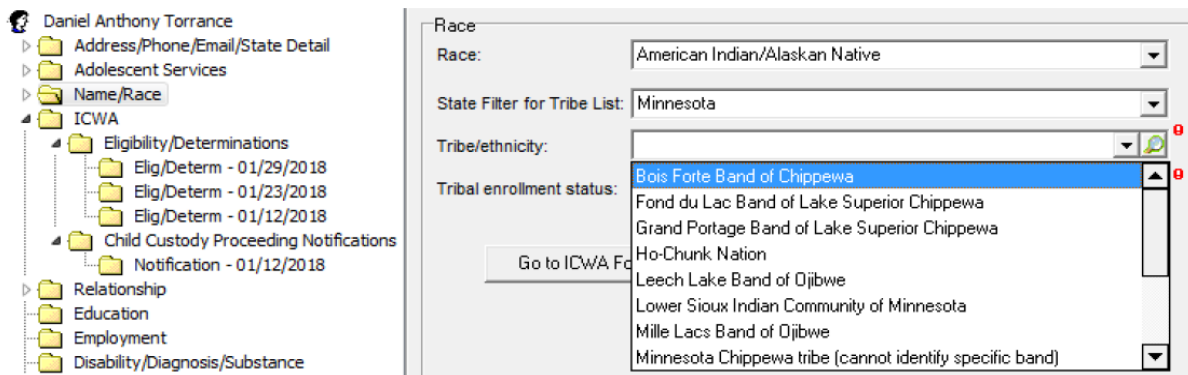 Daniel Anthony Torrance
Address/Phone/Email/State Detail
Adolescent Services
Name/Race
ICWA
Eligibility/Determinations
Elig/Determ - 01/29/2018
Elig/Determ - 01/23/2018
Elig/Determ - 01/12/2018
Child Custody Proceeding Notifications
Notification - 01/12/2018
Relationship
Education
Employment
Disability/Diagnosis/Substance
Race
Race: American Indian/Alaskan Native
State Filter for Tribe List: Minnesota
Tribe/ethnicity:
Tribal enrollment status:
Bois Forte Band of Chippewa
Fond du Lac Band of Lake Superior Chippewa
Grand Portage Band of Lake Superior Chippewa
Ho-Chunk Nation
Leech Lake Band of Ojibwe
Lower Sioux Indian Community of Minnesota
Mille Lacs Band of Ojibwe
Minnesota Chippewa tribe (cannot identify specific band)
Go to ICWA Fo